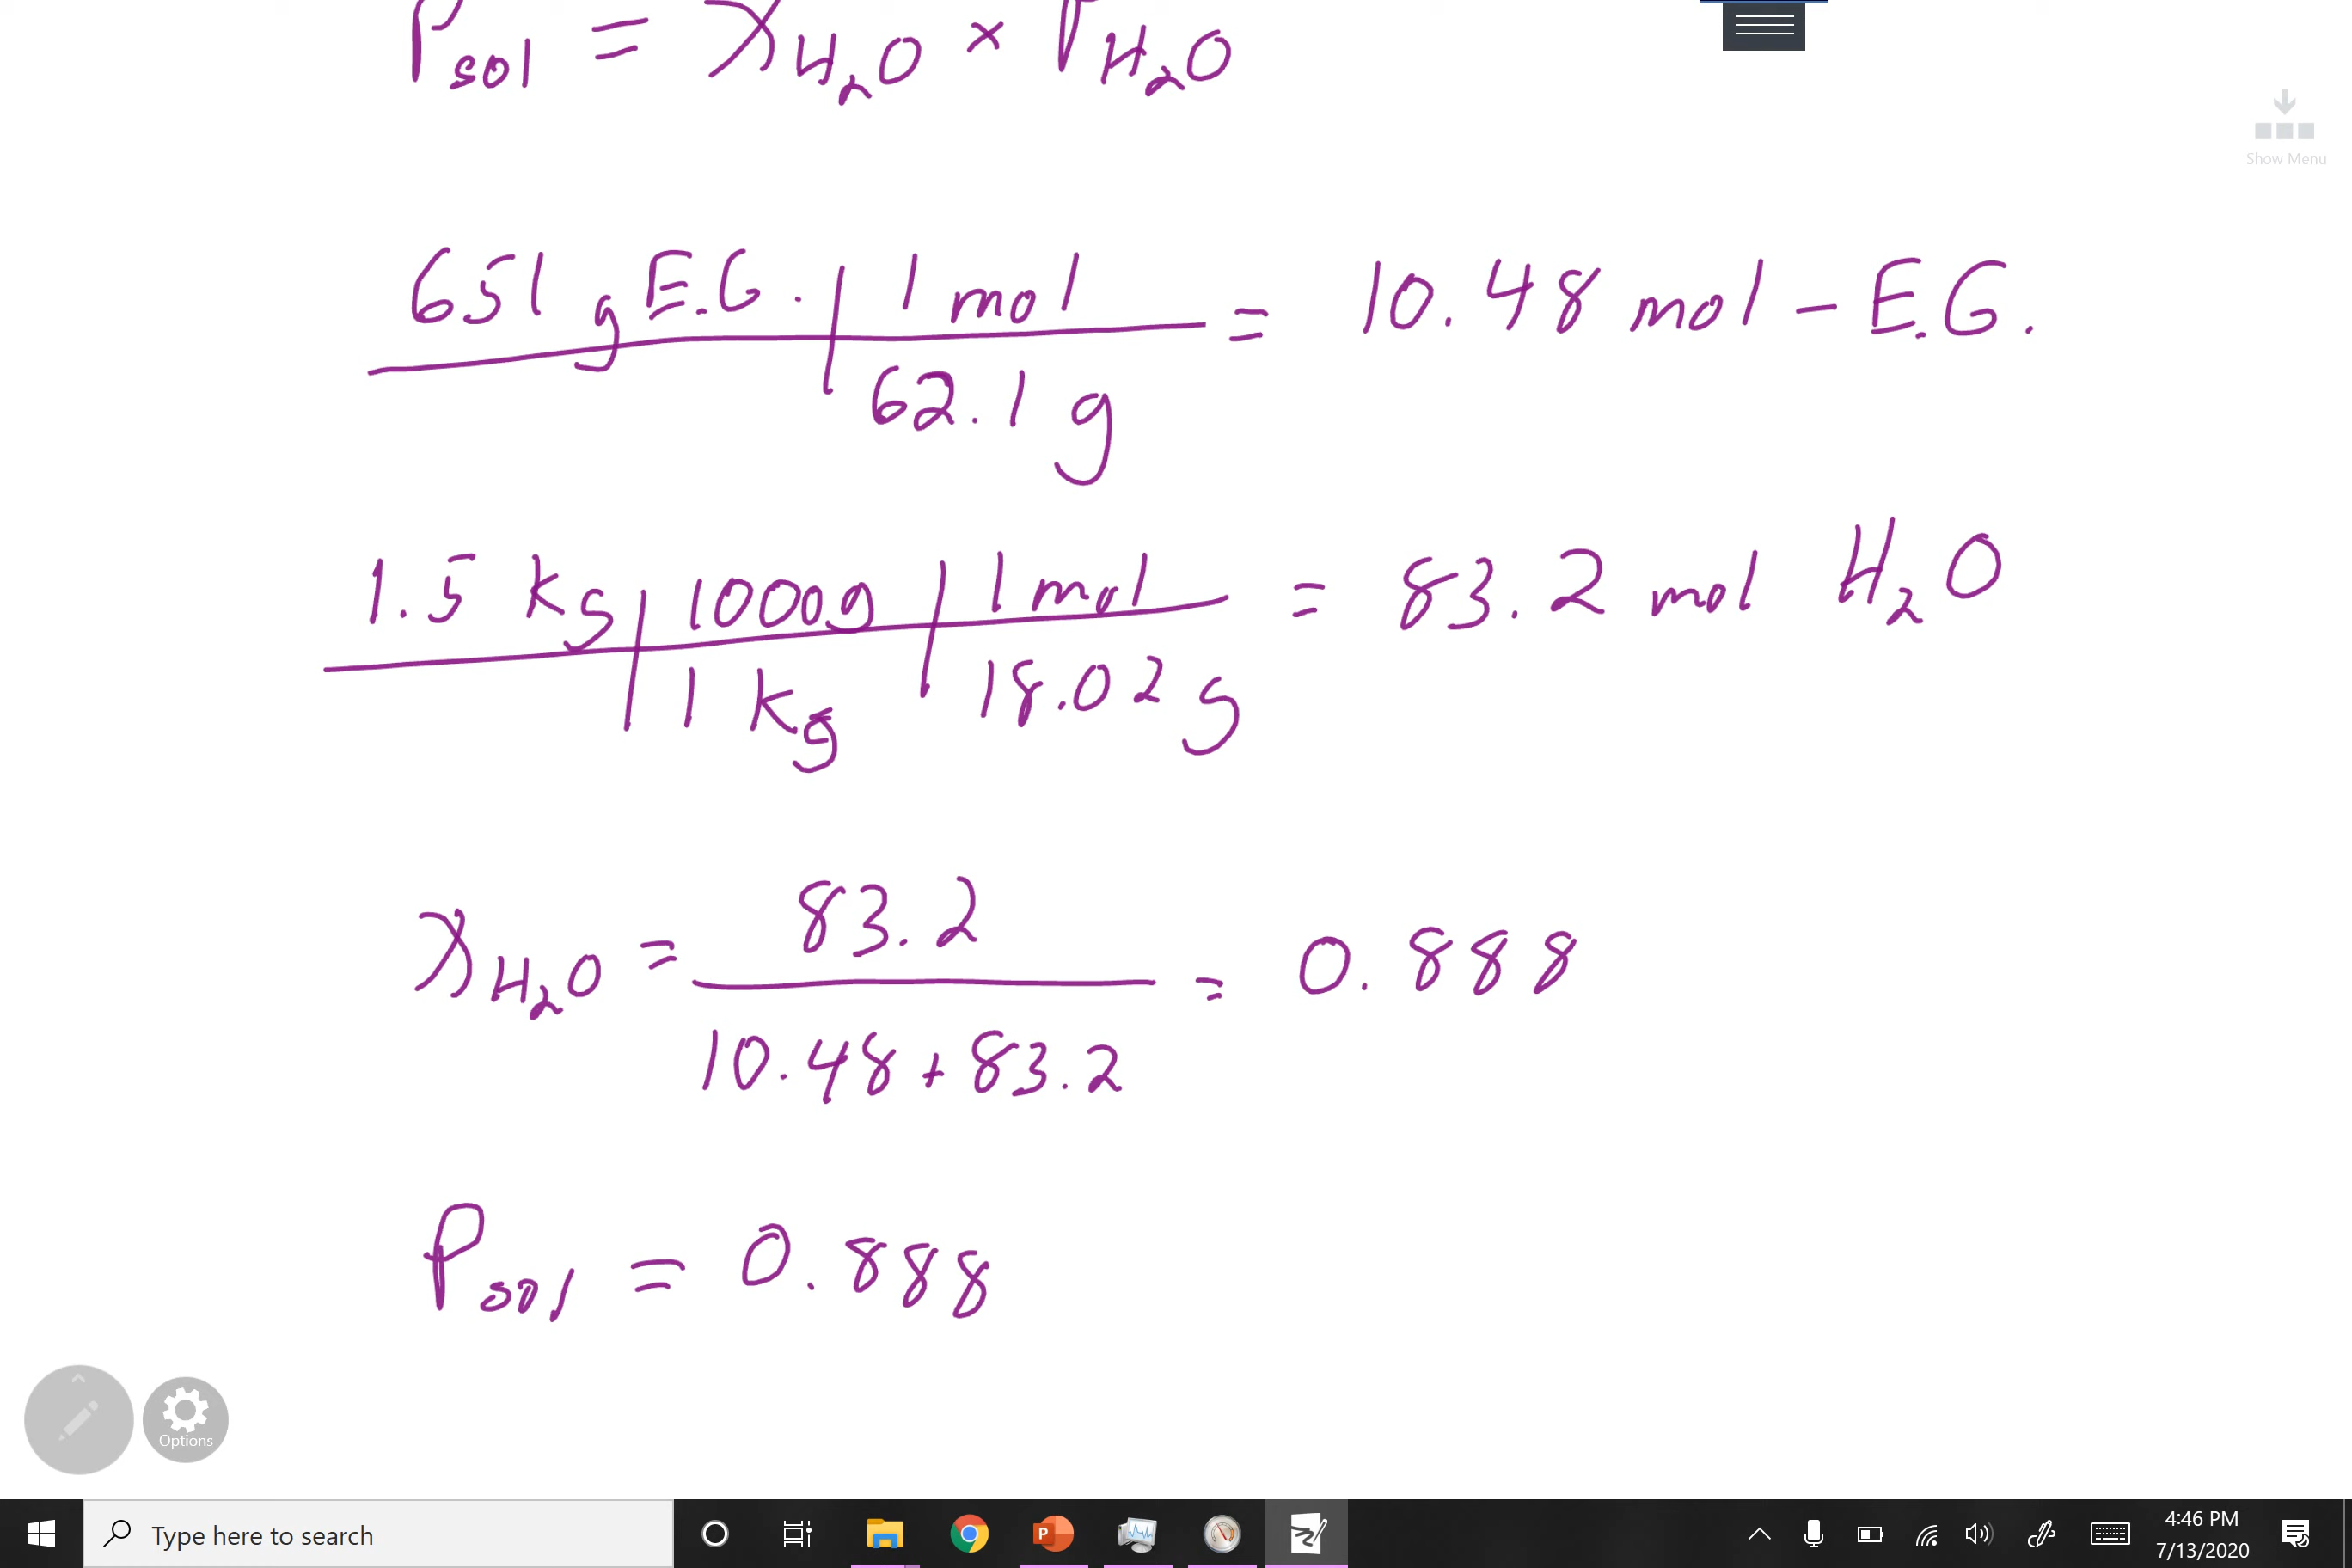 Psol = XH₂O × PH₂O
Show Menu
651 g E.G. | 1 mol = 10.48 mol - E.G.
62.1 g
1.5 kg | 1000g | 1 mol = 83.2 mol H₂O
1 kg | 18.02 g
XH₂O = 83.2 = 0.888
10.48 + 83.2
Psol = 0.888
Options
Type here to search
4:46 PM
7/13/2020